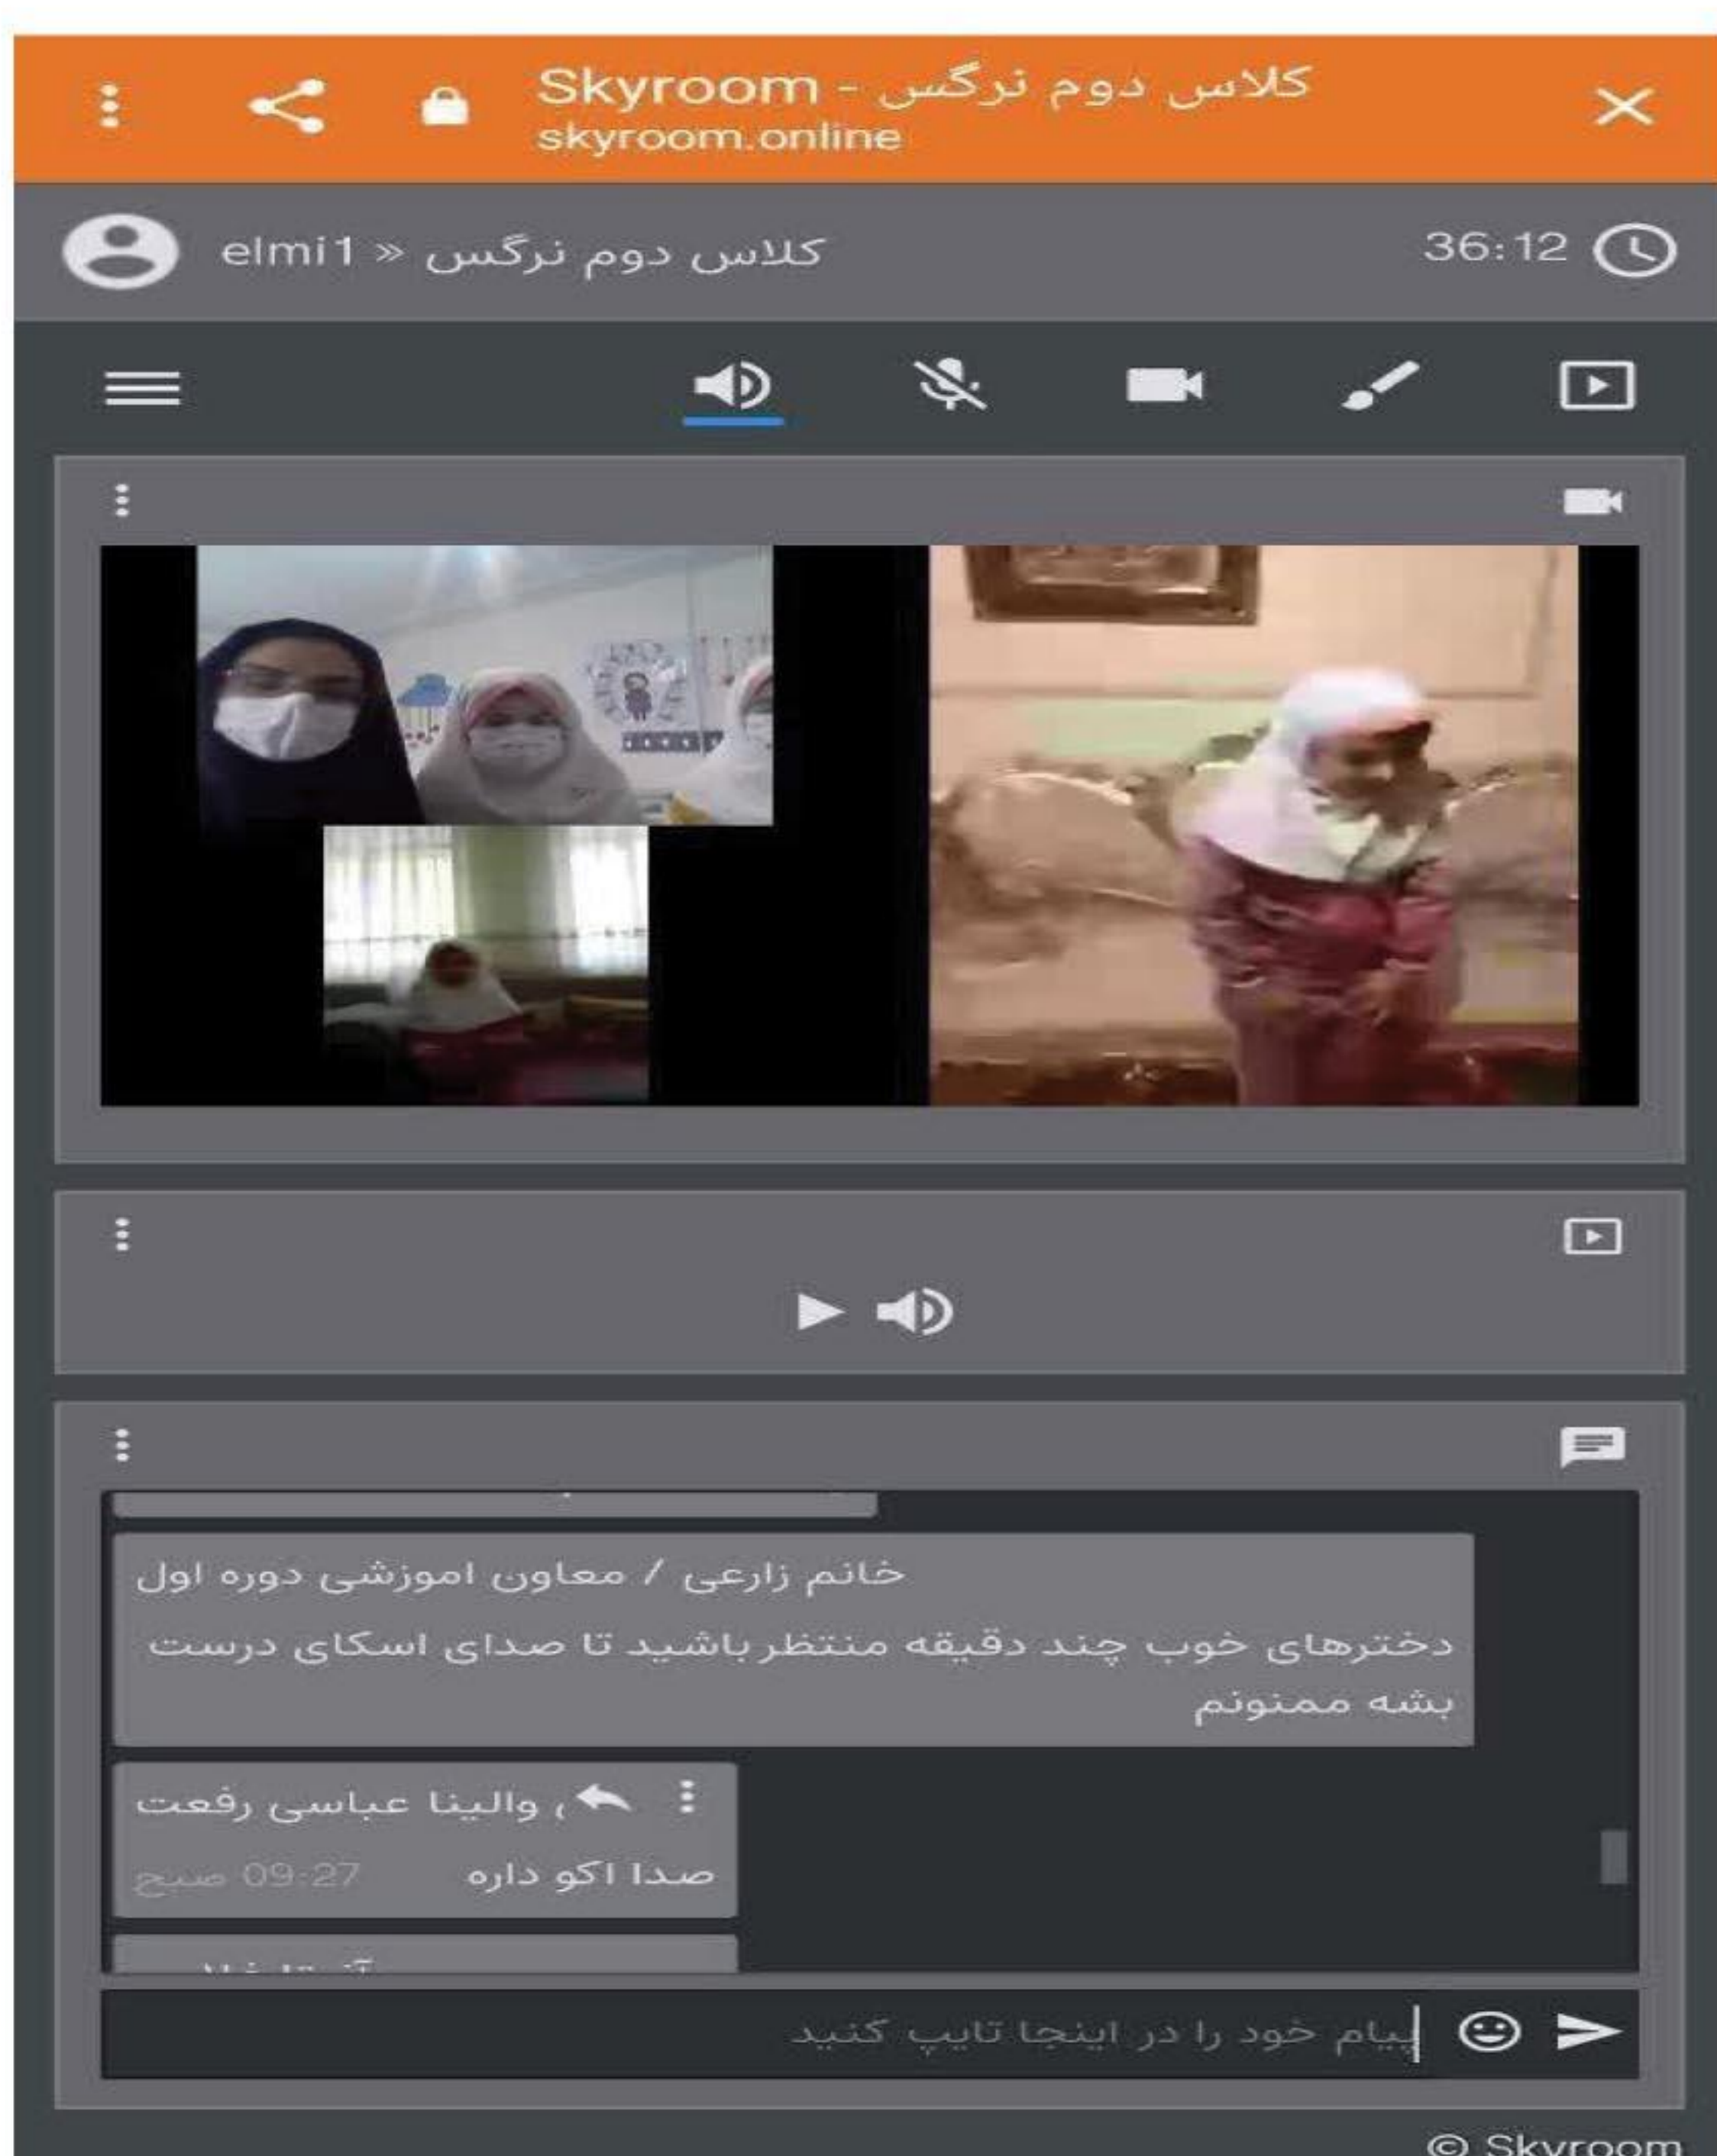 کلاس دوم نرگس - Skyroom
skyroom.online
elmi1 » کلاس دوم نرگس
36:12
خانم زارعی / معاون اموزشی دوره اول
دخترهای خوب چند دقیقه منتظر باشید تا صدای اسکای درست
بشه ممنونم
والینا عباسی رفعت
صدا اکو داره
09:27 صبح
پیام خود را در اینجا تایپ کنید
© Skyroom